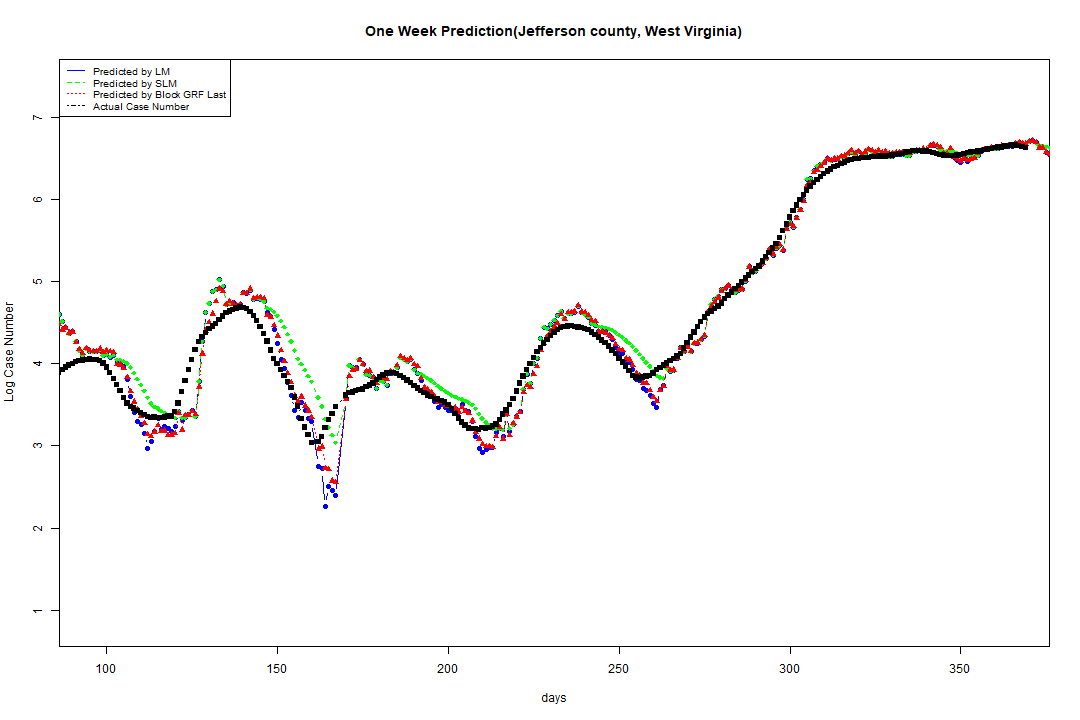 One Week Prediction(Jefferson county, West Virginia)
Predicted by LM
Predicted by SLM
Predicted by Block GRF Last
Actual Case Number
7
6
5
4
3
2
1
Log Case Number
100 150 200 250 300 350
days